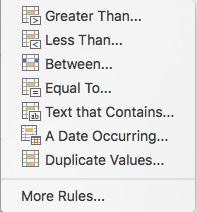 Greater Than...
Less Than...
Between...
Equal To...
Text that Contains...
A Date Occurring...
Duplicate Values...
More Rules...